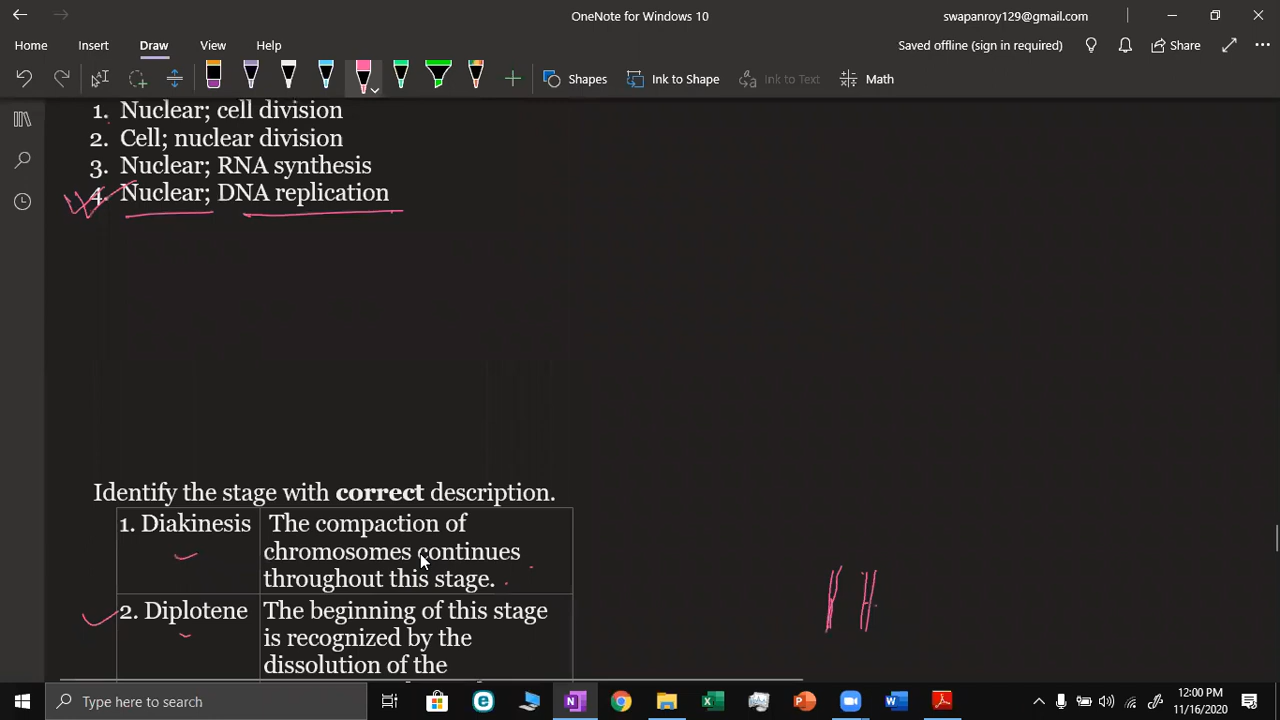 OneNote for Windows 10
swapanroy129@gmail.com
Home Insert Draw View Help
Saved offline (sign in required)
Share
Shapes Ink to Shape Ink to Text Math
1. Nuclear; cell division
2. Cell; nuclear division
3. Nuclear; RNA synthesis
4. Nuclear; DNA replication
Identify the stage with correct description.
1. Diakinesis The compaction of
chromosomes continues
throughout this stage.
2. Diplotene The beginning of this stage
is recognized by the
dissolution of the
Type here to search
12:00 PM
11/16/2020